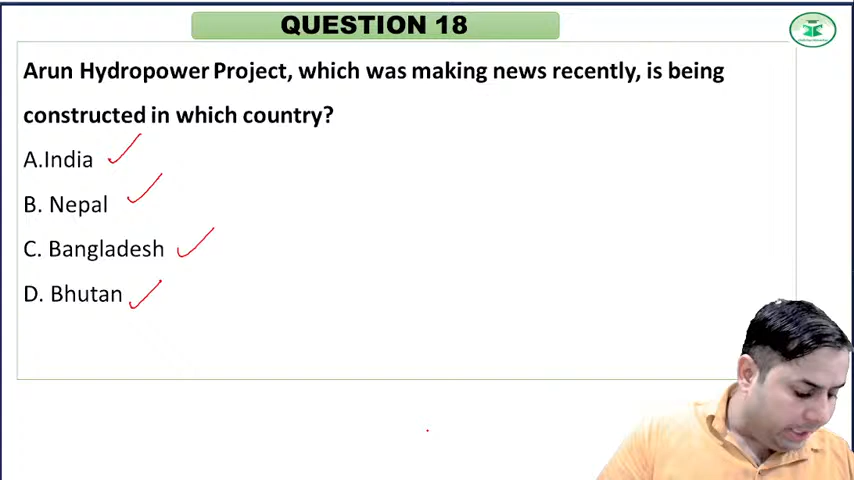 QUESTION 18
Arun Hydropower Project, which was making news recently, is being
constructed in which country?
A.India
B. Nepal
C. Bangladesh
D. Bhutan